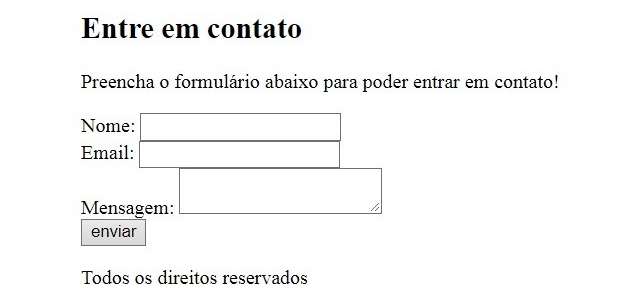 Entre em contato
Preencha o formulário abaixo para poder entrar em contato!
Nome:
Email:
Mensagem:
enviar
Todos os direitos reservados